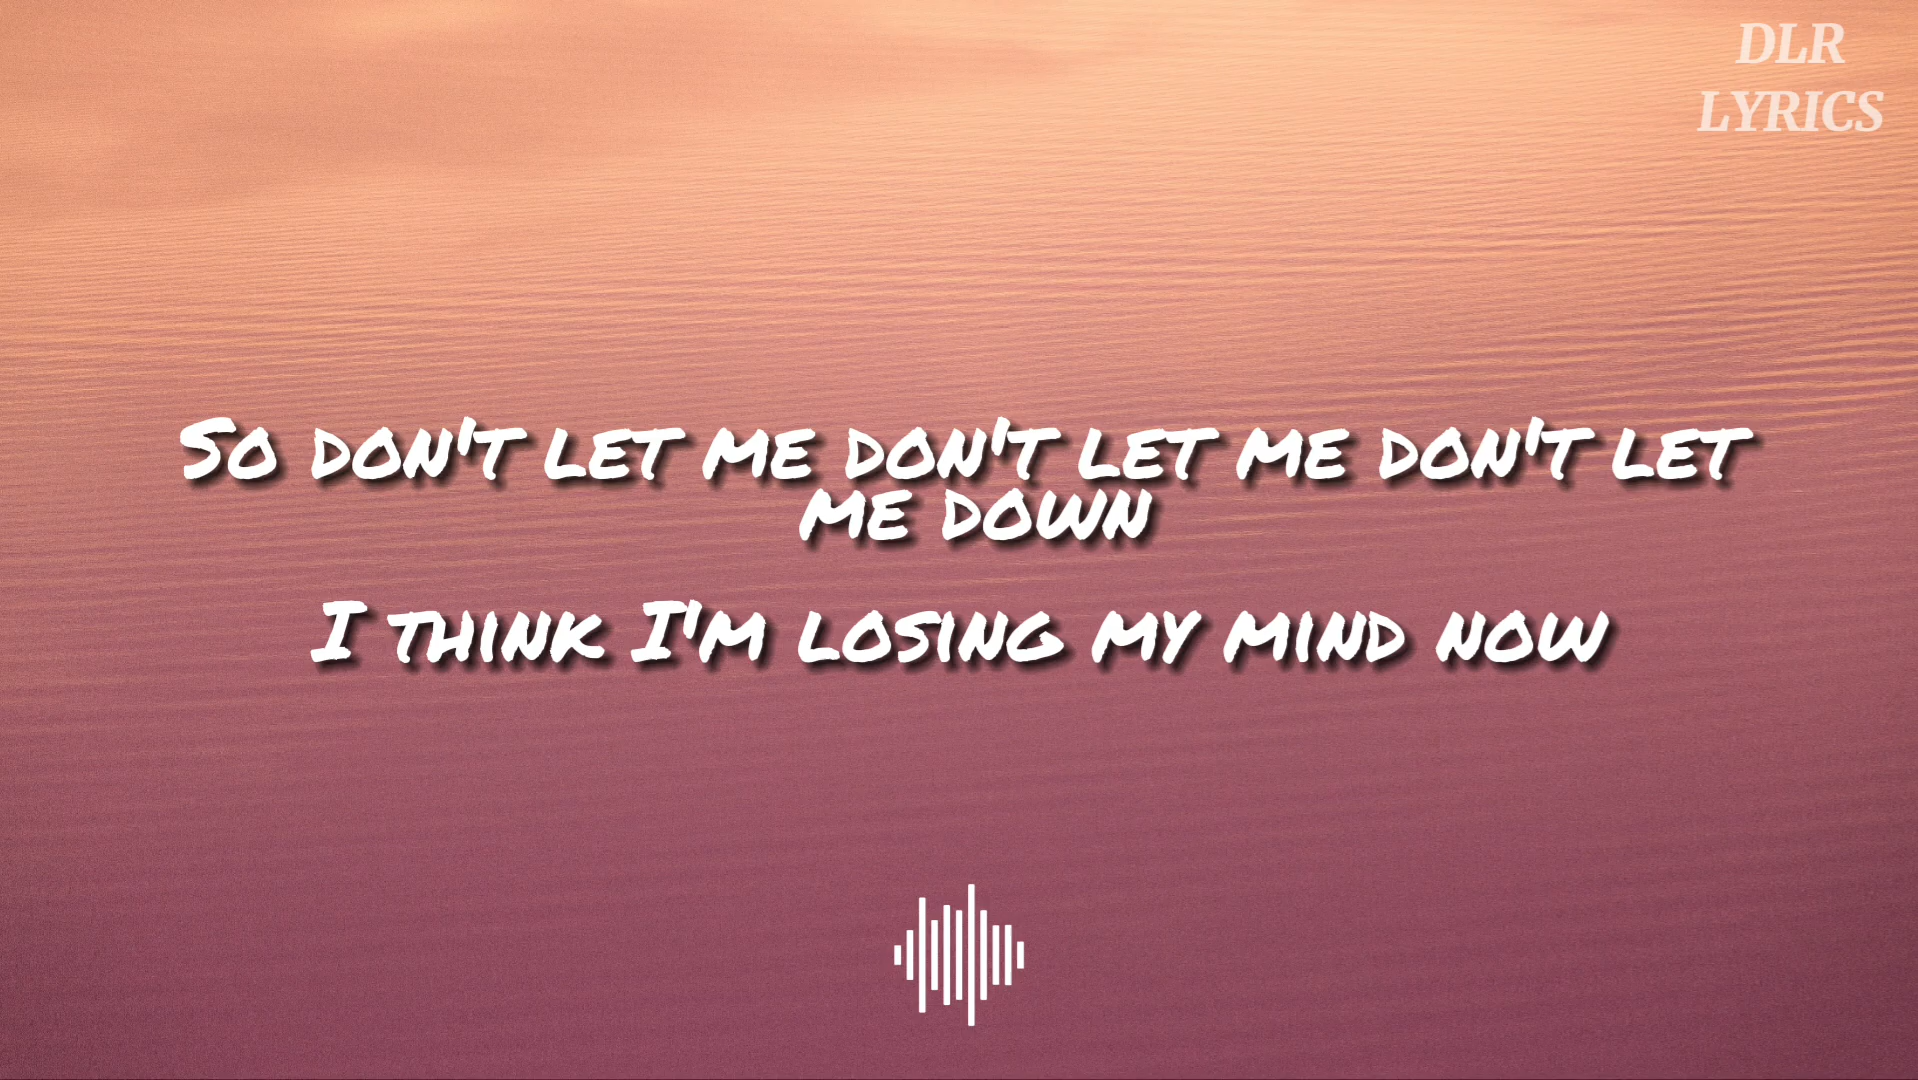 DLR
LYRICS
So don't let me don't let me don't let
me down
I think I'm losing my mind now